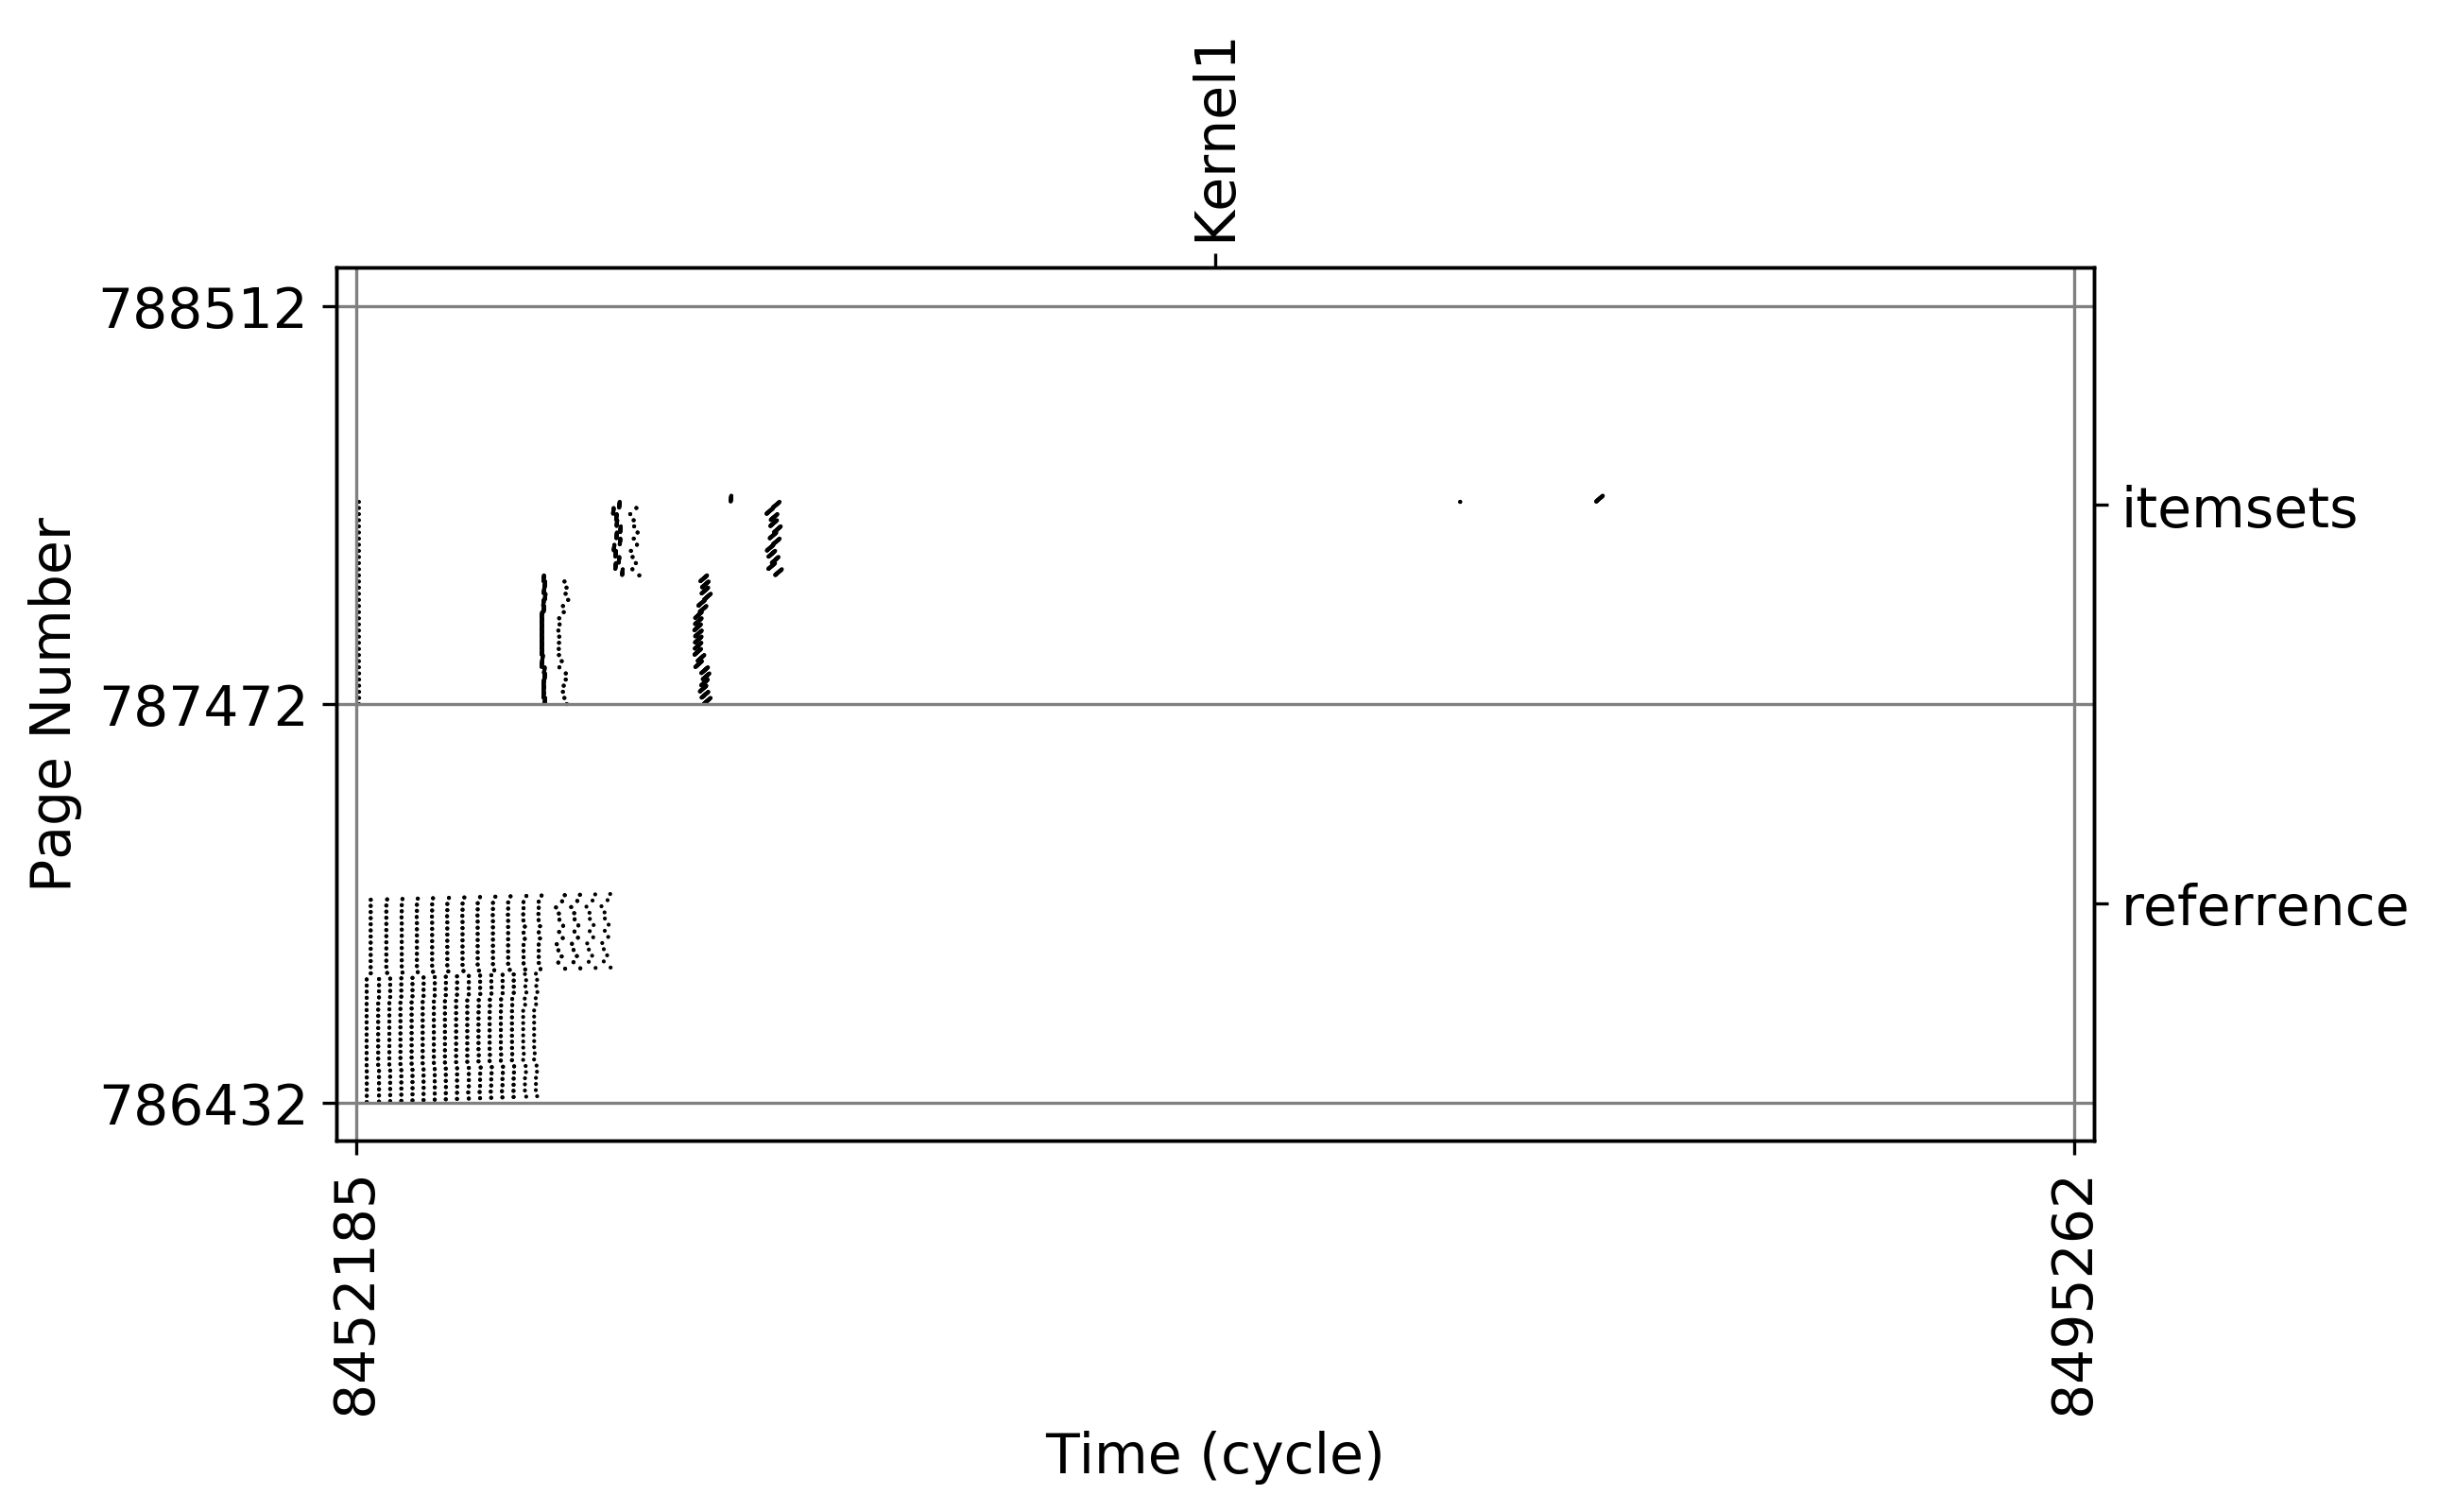 Kernel1
788512
787472
786432
Page Number
itemsets
referrence
8452185
8495262
Time (cycle)